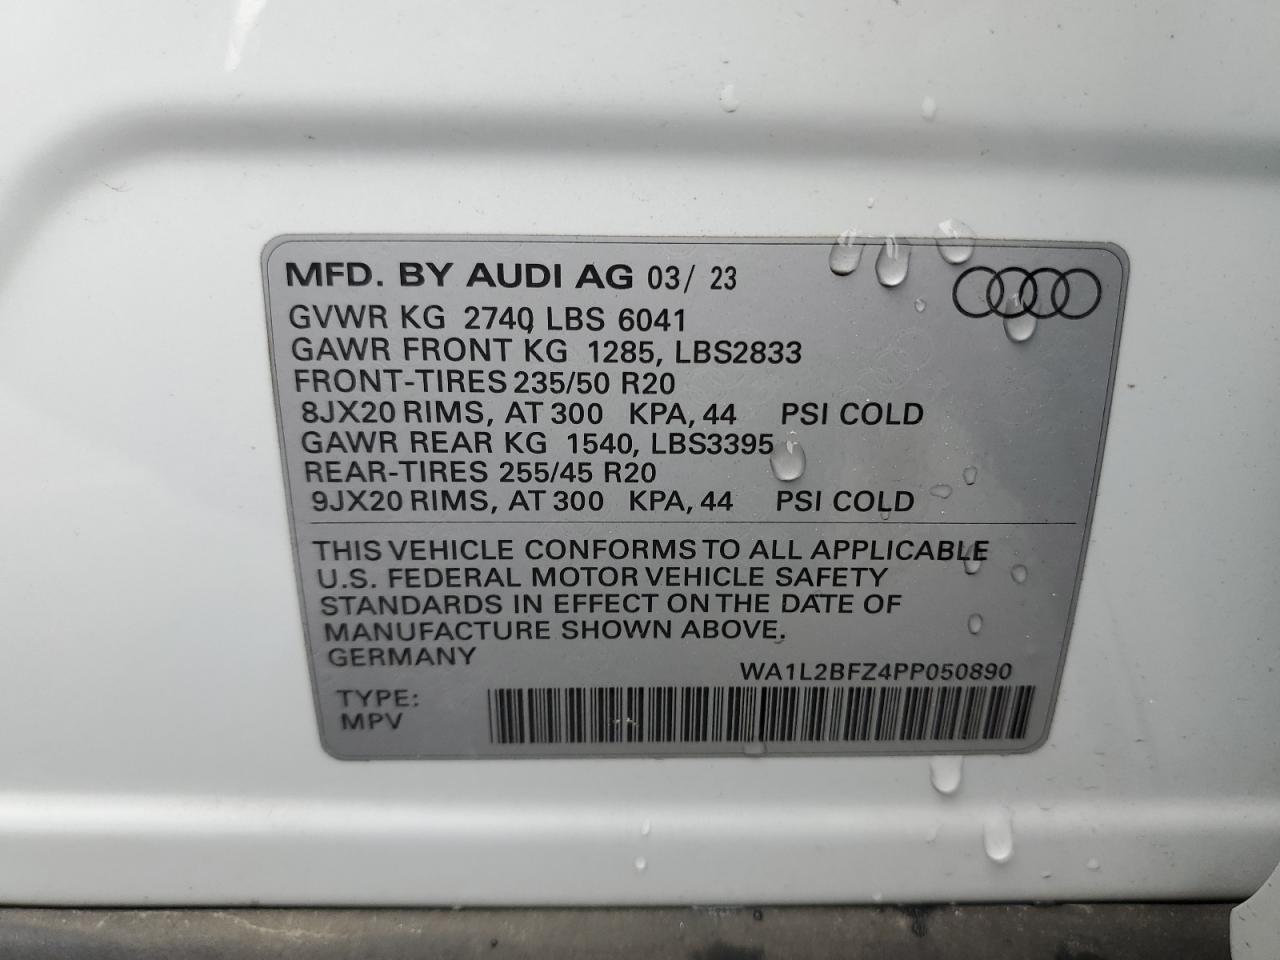 MFD. BY AUDI AG 03/ 23
GVWR KG 2740, LBS 6041
GAWR FRONT KG 1285, LBS2833
FRONT-TIRES 235/50 R20
8JX20 RIMS, AT 300 KPA, 44 PSI COLD
GAWR REAR KG 1540, LBS3395
REAR-TIRES 255/45 R20
9JX20 RIMS, AT 300 KPA, 44 PSI COLD
THIS VEHICLE CONFORMS TO ALL APPLICABLE
U.S. FEDERAL MOTOR VEHICLE SAFETY
STANDARDS IN EFFECT ON THE DATE OF
MANUFACTURE SHOWN ABOVE.
GERMANY
WA1L2BFZ4PP050890
TYPE:
MPV